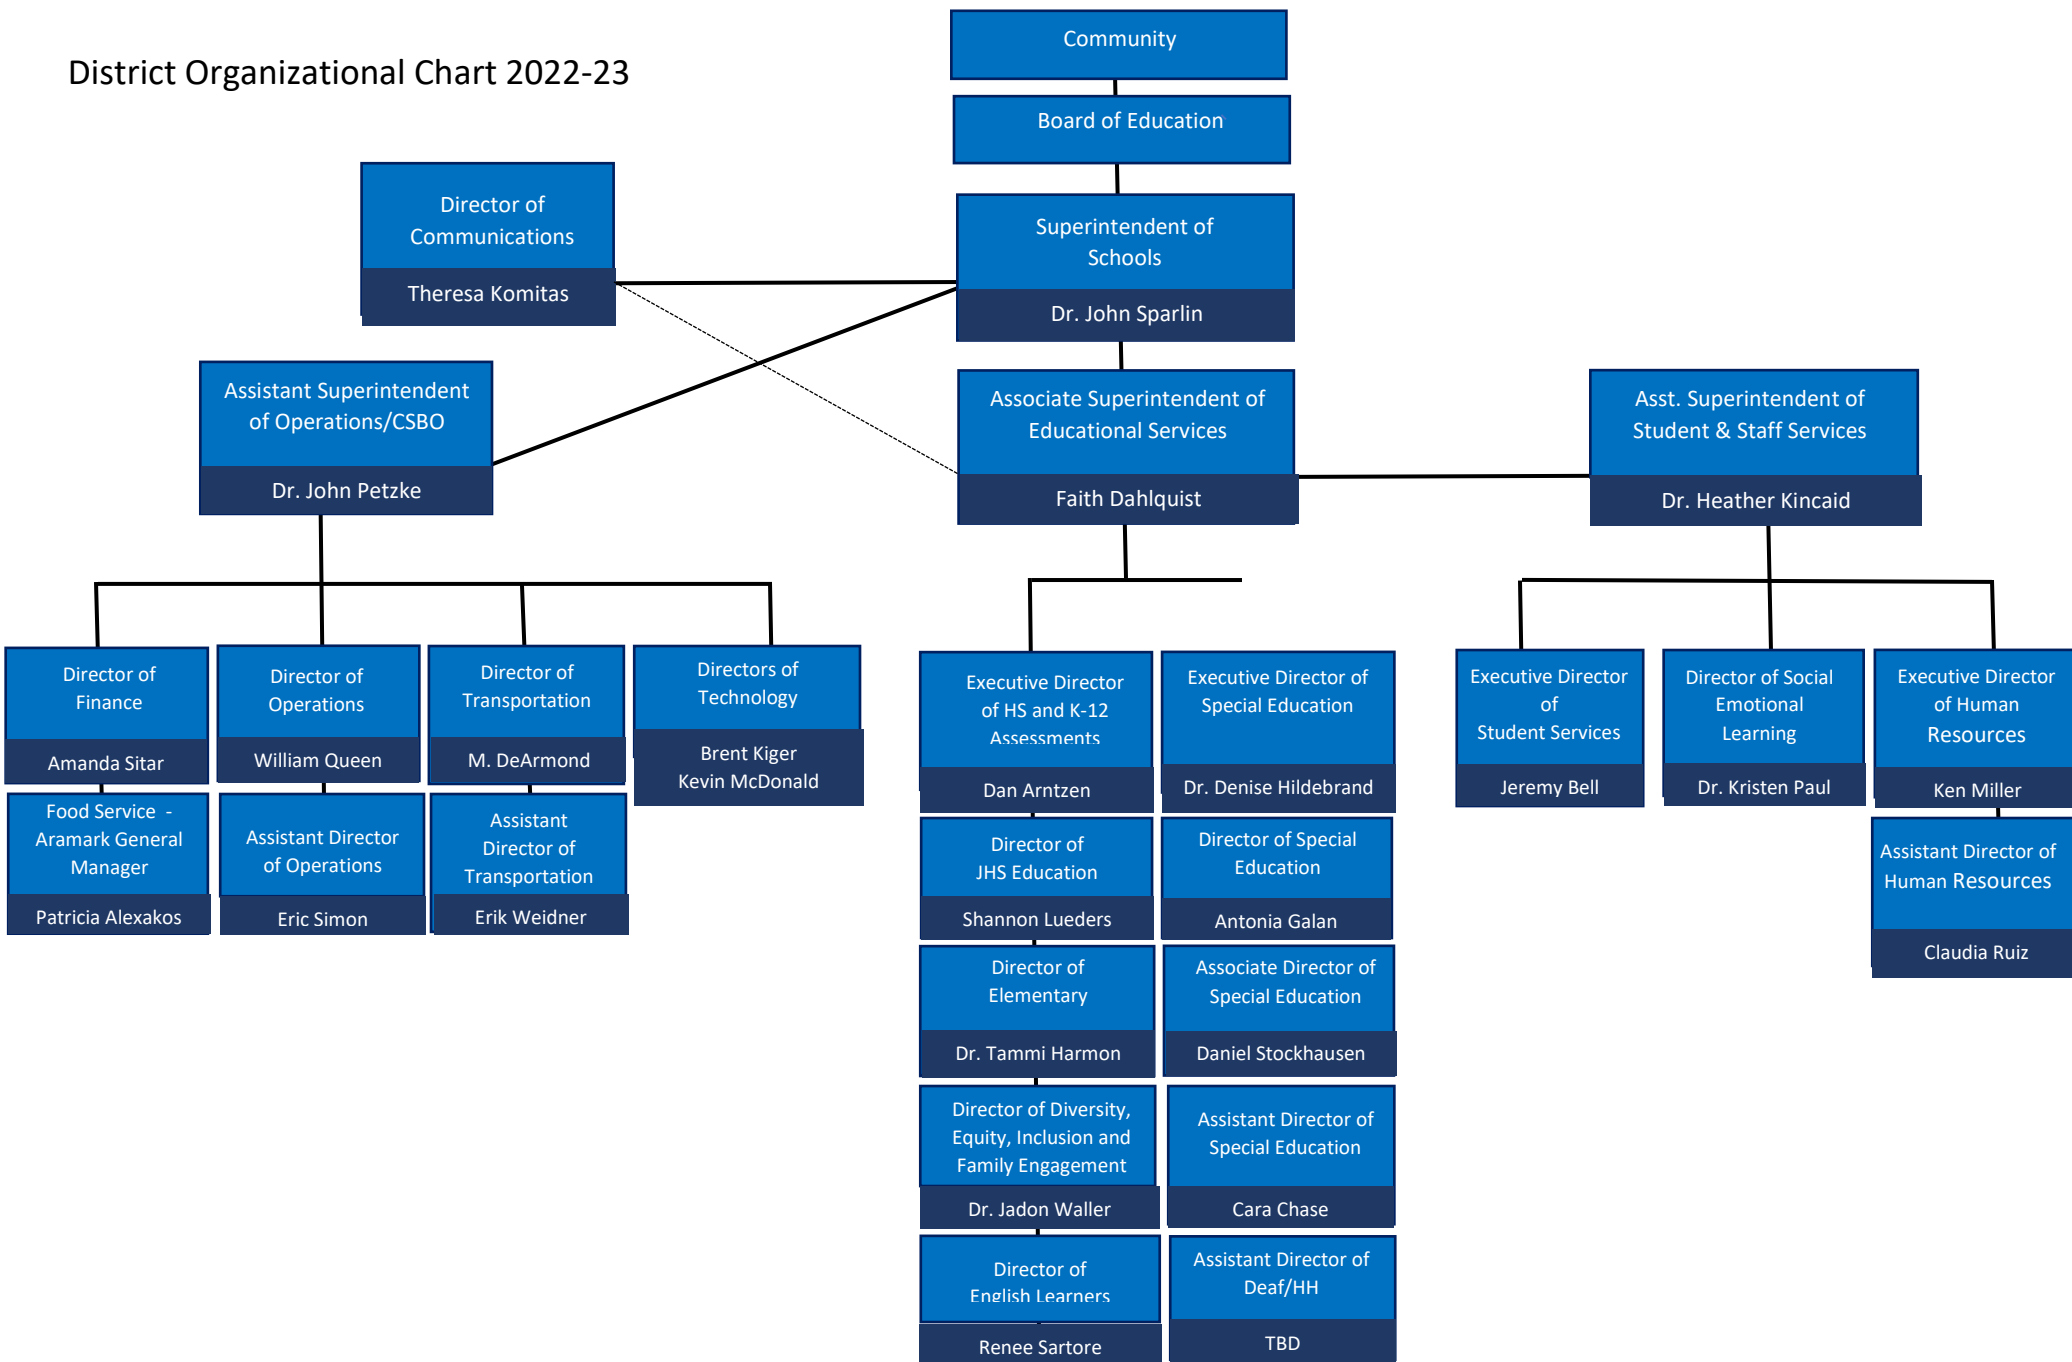 District Organizational Chart 2022-23
Community
Board of Education
Director of
Communications
Theresa Komitas
Superintendent of
Schools
Dr. John Sparlin
Assistant Superintendent
of Operations/CSBO
Dr. John Petzke
Associate Superintendent of
Educational Services
Faith Dahlquist
Asst. Superintendent of
Student & Staff Services
Dr. Heather Kincaid
Director of
Finance
Amanda Sitar
Food Service -
Aramark General
Manager
Patricia Alexakos
Director of
Operations
William Queen
Assistant Director
of Operations
Eric Simon
Director of
Transportation
M. DeArmond
Assistant
Director of
Transportation
Erik Weidner
Directors of
Technology
Brent Kiger
Kevin McDonald
Executive Director
of HS and K-12
Assessments
Dan Arntzen
Director of
JHS Education
Shannon Lueders
Director of
Elementary
Dr. Tammi Harmon
Director of Diversity,
Equity, Inclusion and
Family Engagement
Dr. Jadon Waller
Director of
English Learners
Renee Sartore
Executive Director of
Special Education
Dr. Denise Hildebrand
Director of Special
Education
Antonia Galan
Associate Director of
Special Education
Daniel Stockhausen
Assistant Director of
Special Education
Cara Chase
Assistant Director of
Deaf/HH
TBD
Executive Director
of
Student Services
Jeremy Bell
Director of Social
Emotional
Learning
Dr. Kristen Paul
Executive Director
of Human
Resources
Ken Miller
Assistant Director of
Human Resources
Claudia Ruiz